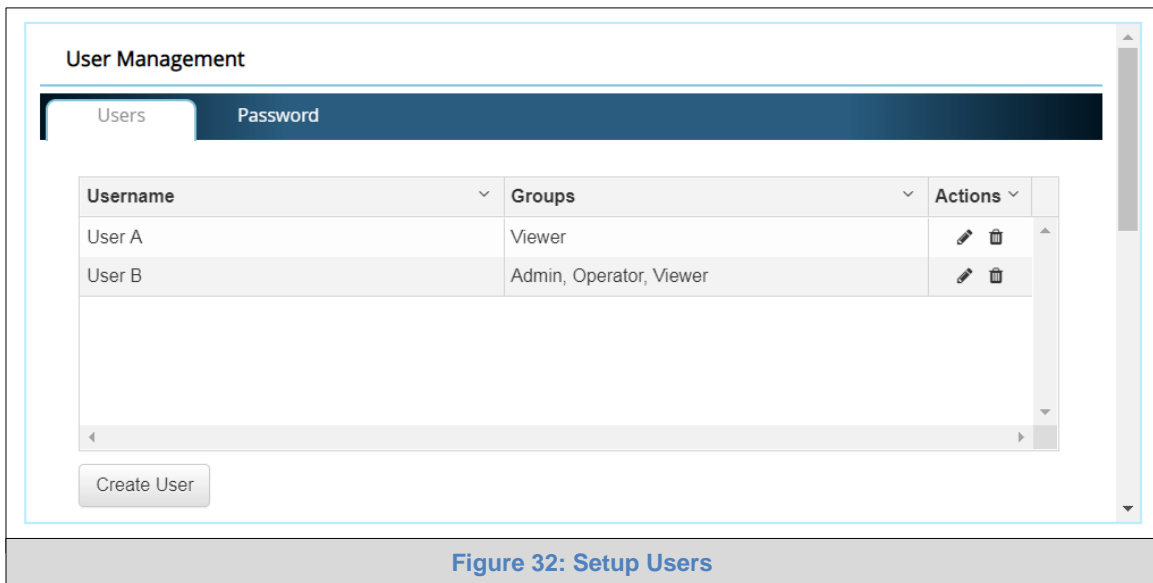 User Management
Users Password
Username Groups Actions
User A Viewer
User B Admin, Operator, Viewer
Create User
Figure 32: Setup Users